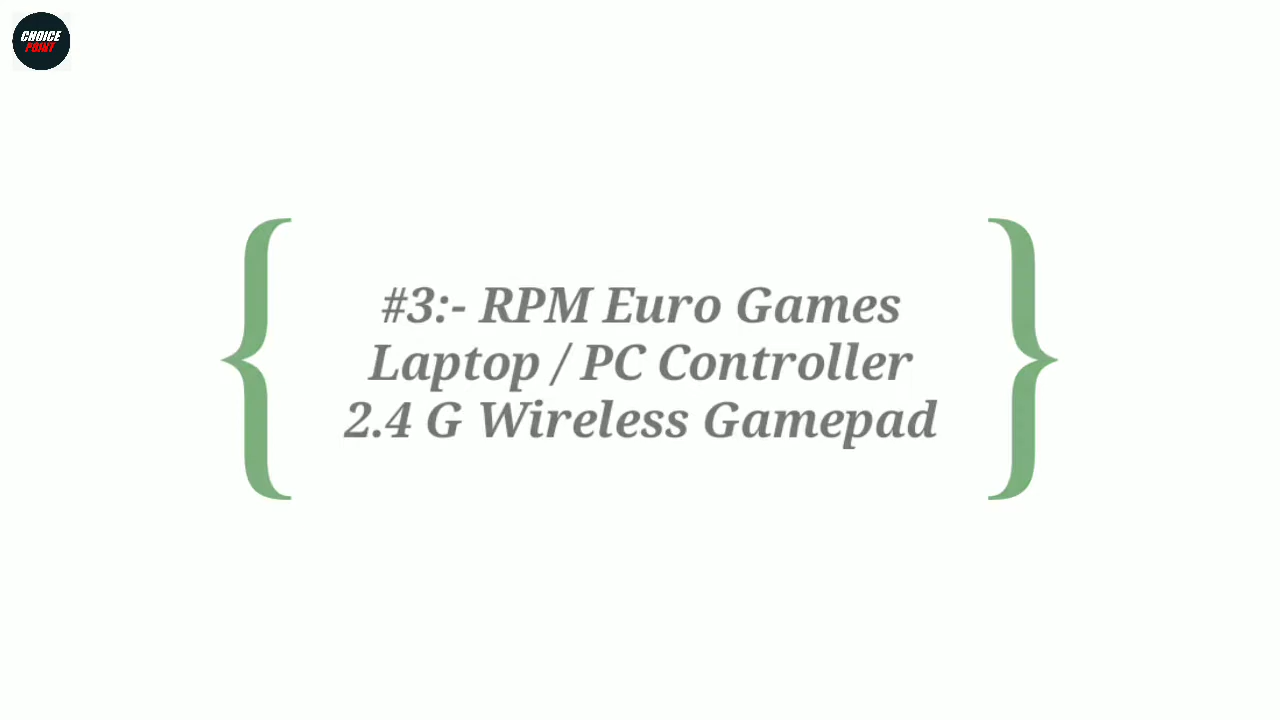 CHOICE
POINT
#3:- RPM Euro Games
Laptop / PC Controller
2.4 G Wireless Gamepad